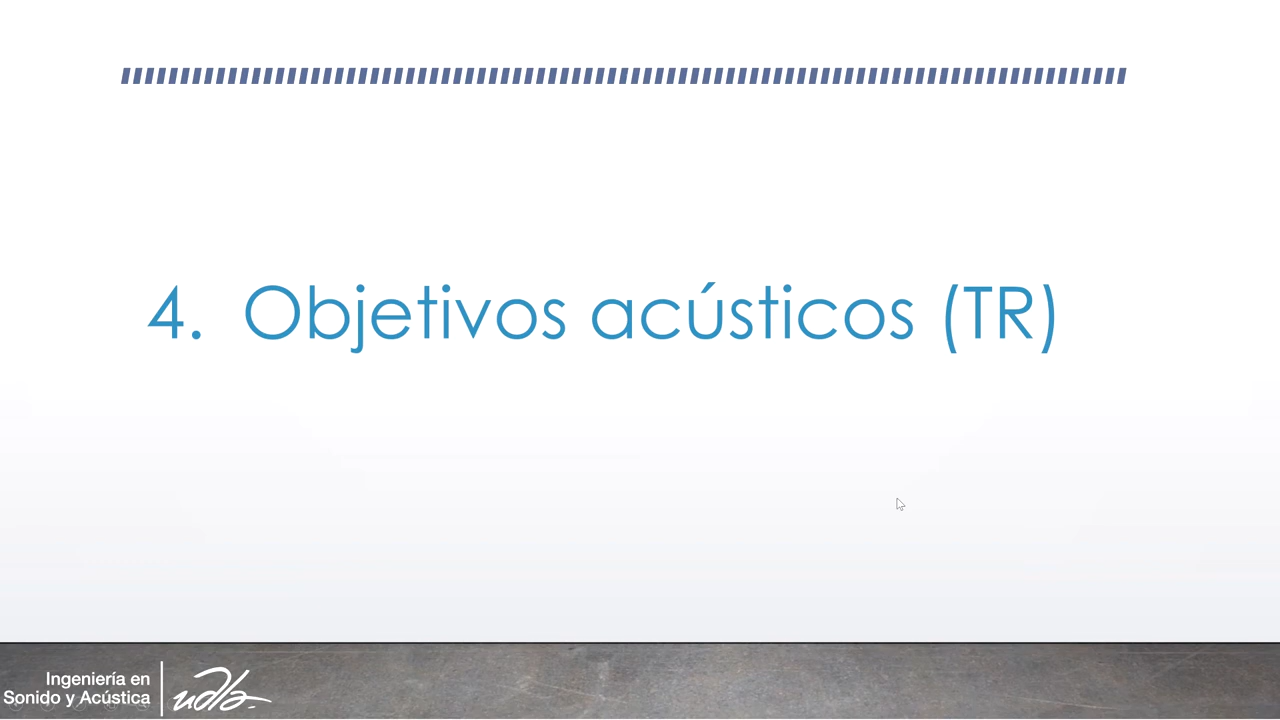 4. Objetivos acústicos (TR)
Ingeniería en
Sonido y Acústica
udla